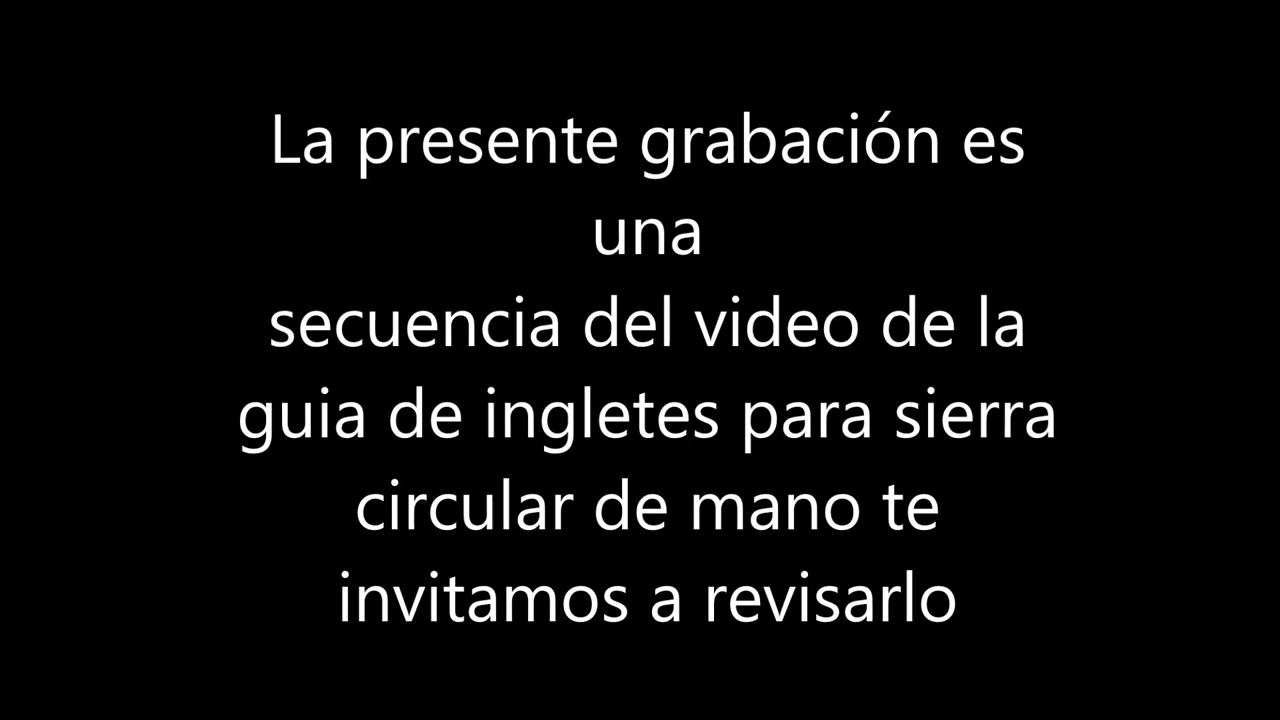 La presente grabación es
una
secuencia del video de la
guia de ingletes para sierra
circular de mano te
invitamos a revisarlo